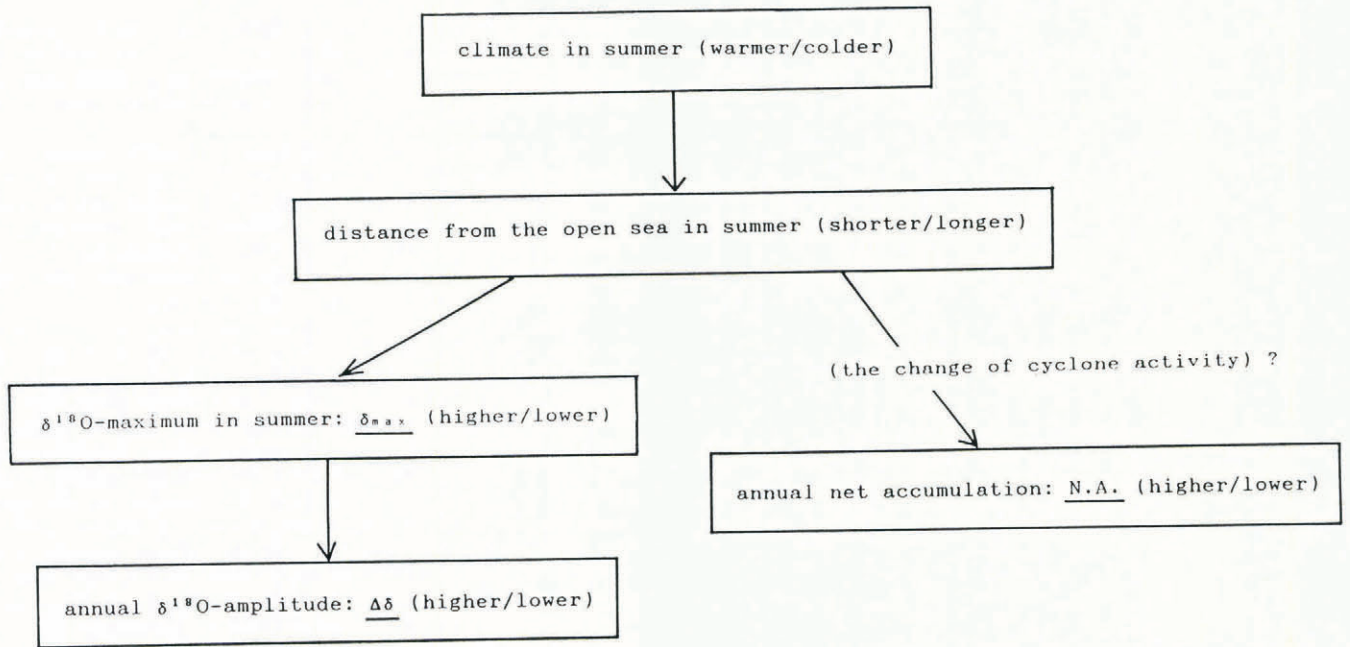 climate in summer (warmer/colder)
distance from the open sea in summer (shorter/longer)
(the change of cyclone activity) ?
δ¹⁸O-maximum in summer: δₘₐₓ (higher/lower)
annual net accumulation: N.A. (higher/lower)
annual δ¹⁸O-amplitude: Δδ (higher/lower)